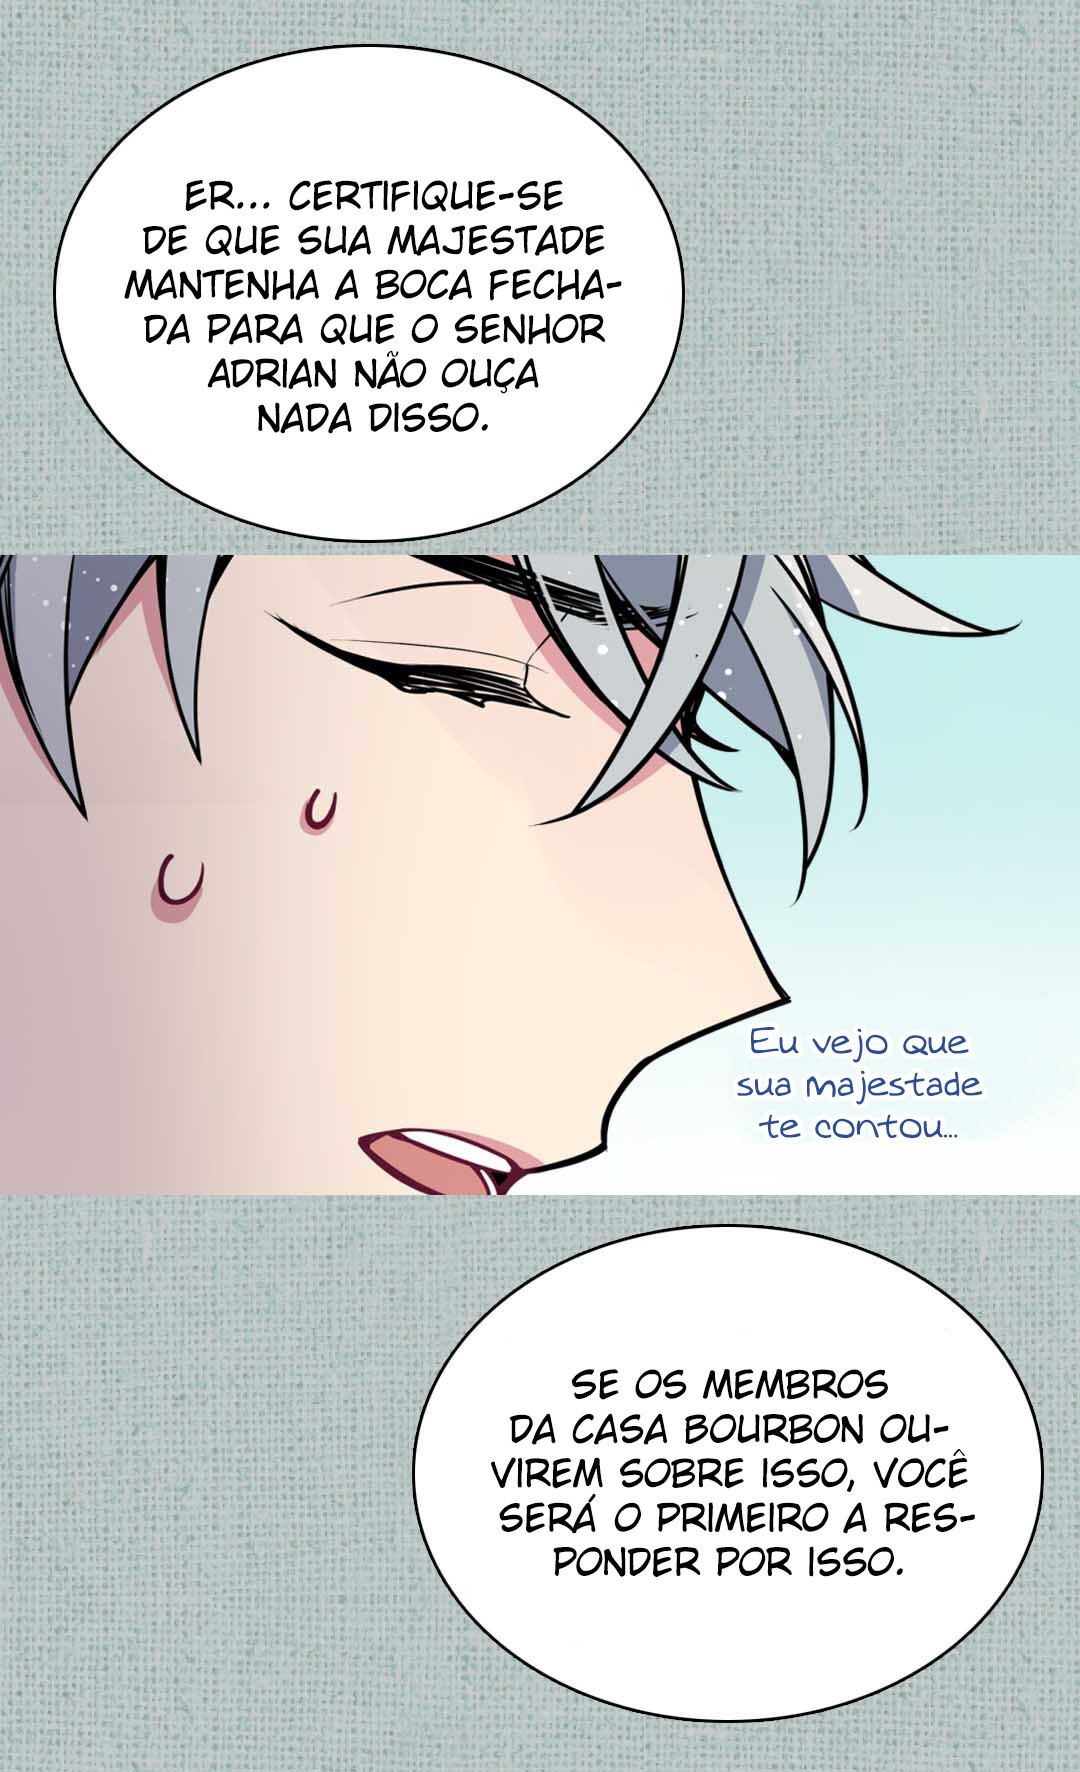 ER... CERTIFIQUE-SE
DE QUE SUA MAJESTADE
MANTENHA A BOCA FECHA-
DA PARA QUE O SENHOR
ADRIAN NÃO OUÇA
NADA DISSO.
Eu vejo que
sua majestade
te contou...
SE OS MEMBROS
DA CASA BOURBON OU-
VIREM SOBRE ISSO, VOCÊ
SERÁ O PRIMEIRO A RES-
PONDER POR ISSO.